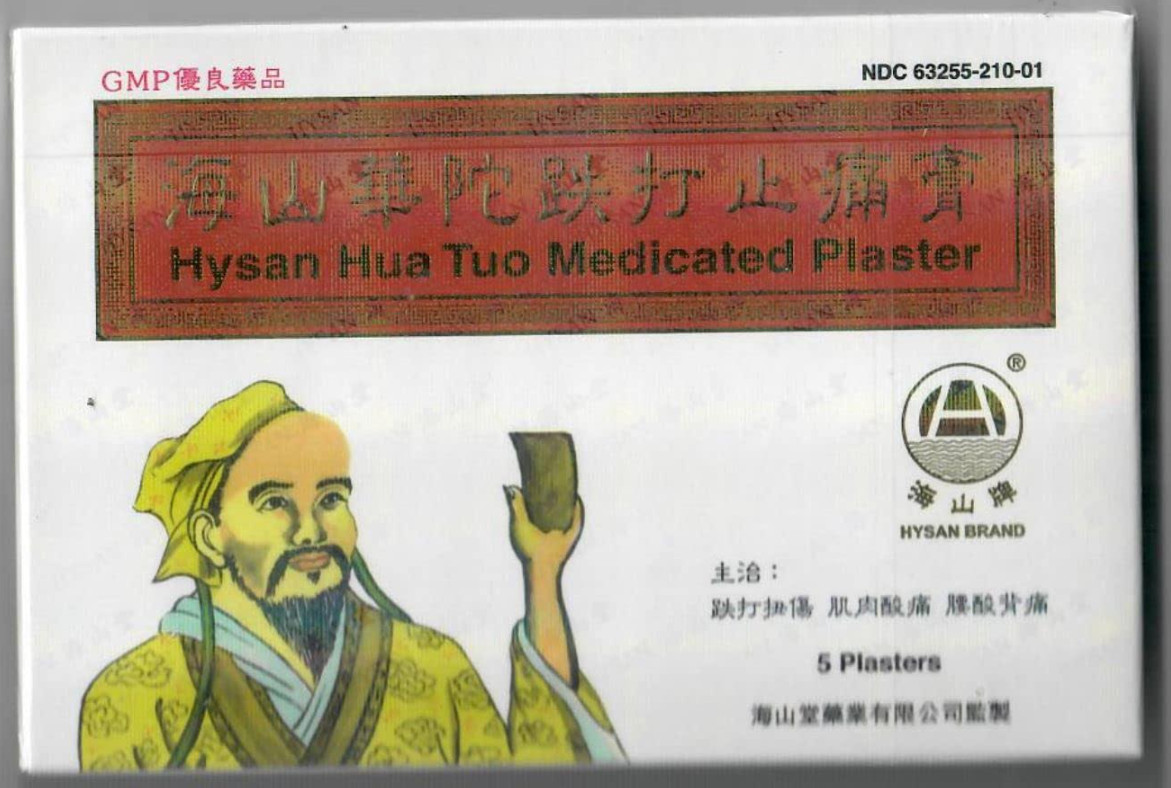 GMP優良藥品
NDC 63255-210-01
海山華陀跌打止痛膏
Hysan Hua Tuo Medicated Plaster
®
海山牌
HYSAN BRAND
主治：
跌打扭傷 肌肉酸痛 腰酸背痛
5 Plasters
海山堂藥業有限公司監製